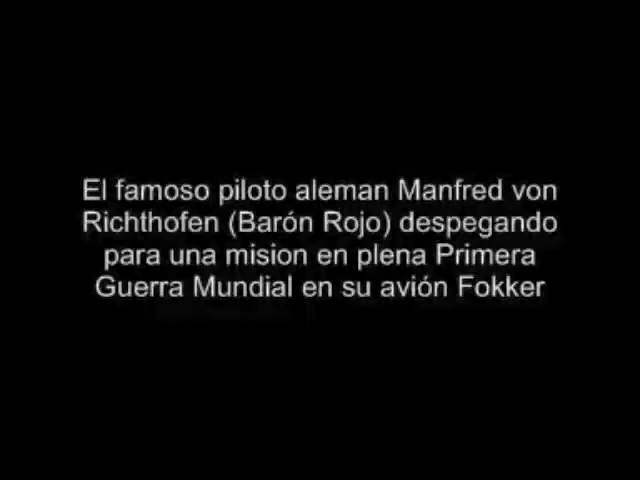 El famoso piloto aleman Manfred von
Richthofen (Barón Rojo) despegando
para una mision en plena Primera
Guerra Mundial en su avión Fokker